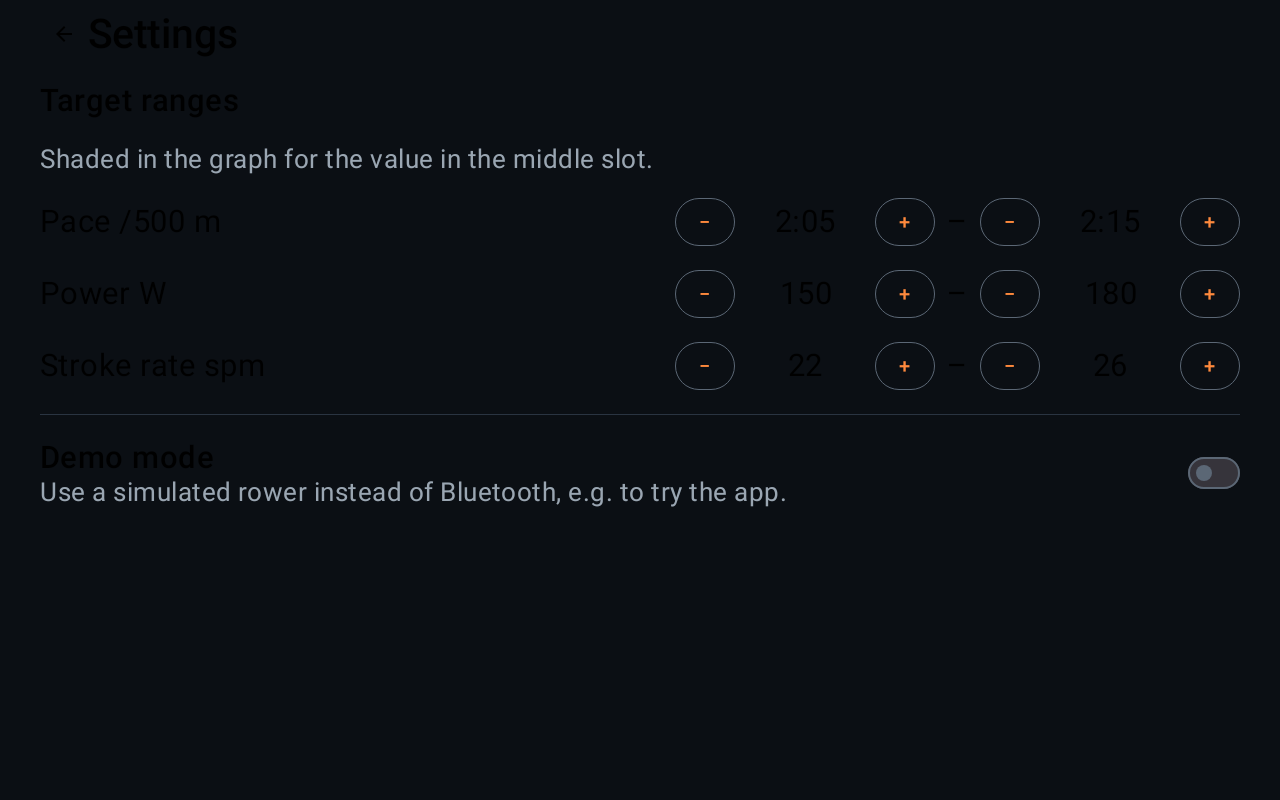 ← Settings
Target ranges
Shaded in the graph for the value in the middle slot.
Pace /500 m − 2:05 + – − 2:15 +
Power W − 150 + – − 180 +
Stroke rate spm − 22 + – − 26 +
Demo mode
Use a simulated rower instead of Bluetooth, e.g. to try the app.